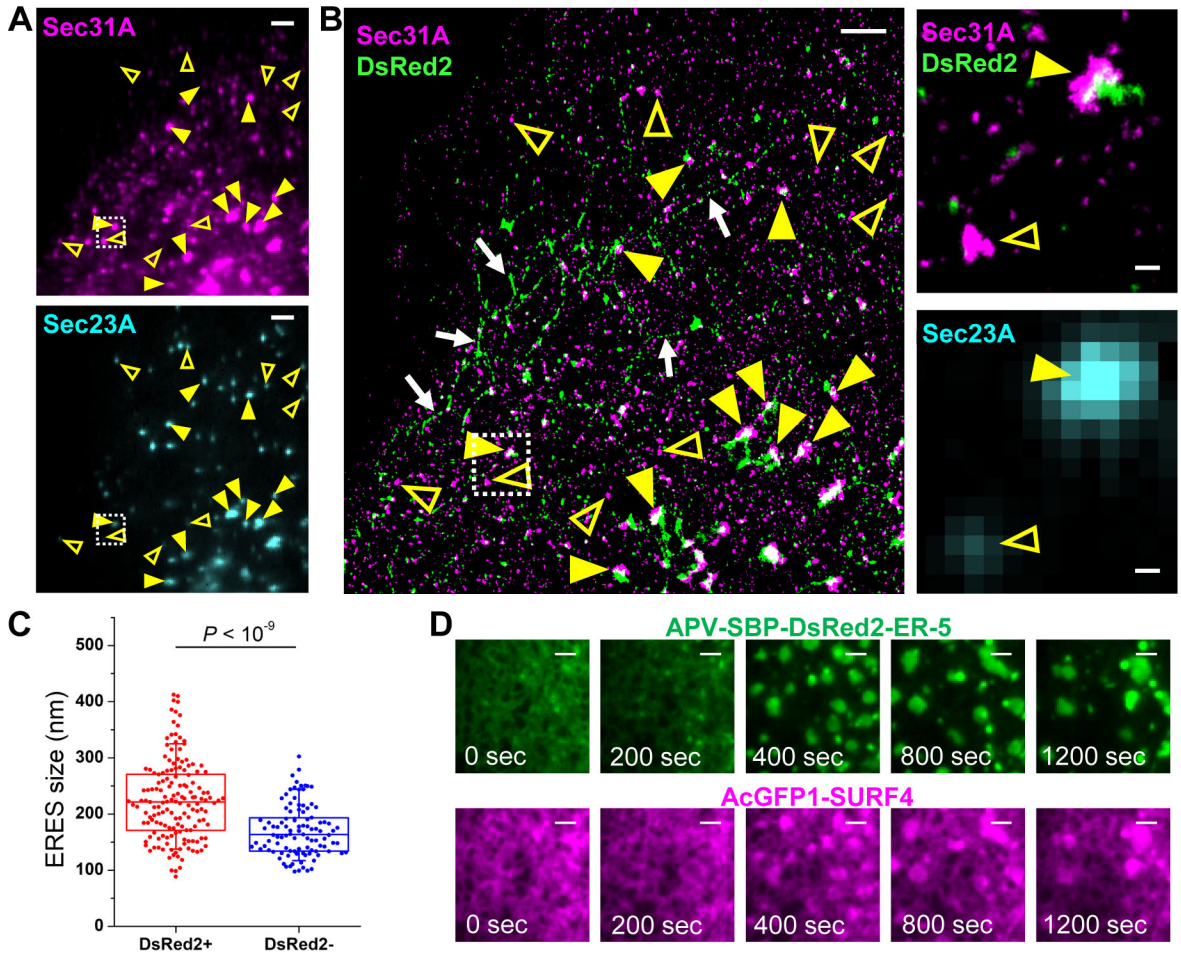 A
Sec31A
Sec23A
B
Sec31A
DsRed2
Sec31A
DsRed2
Sec23A
C
P < 10⁻⁹
ERES size (nm)
500
400
300
200
100
0
DsRed2+
DsRed2-
D
APV-SBP-DsRed2-ER-5
0 sec
200 sec
400 sec
800 sec
1200 sec
AcGFP1-SURF4
0 sec
200 sec
400 sec
800 sec
1200 sec